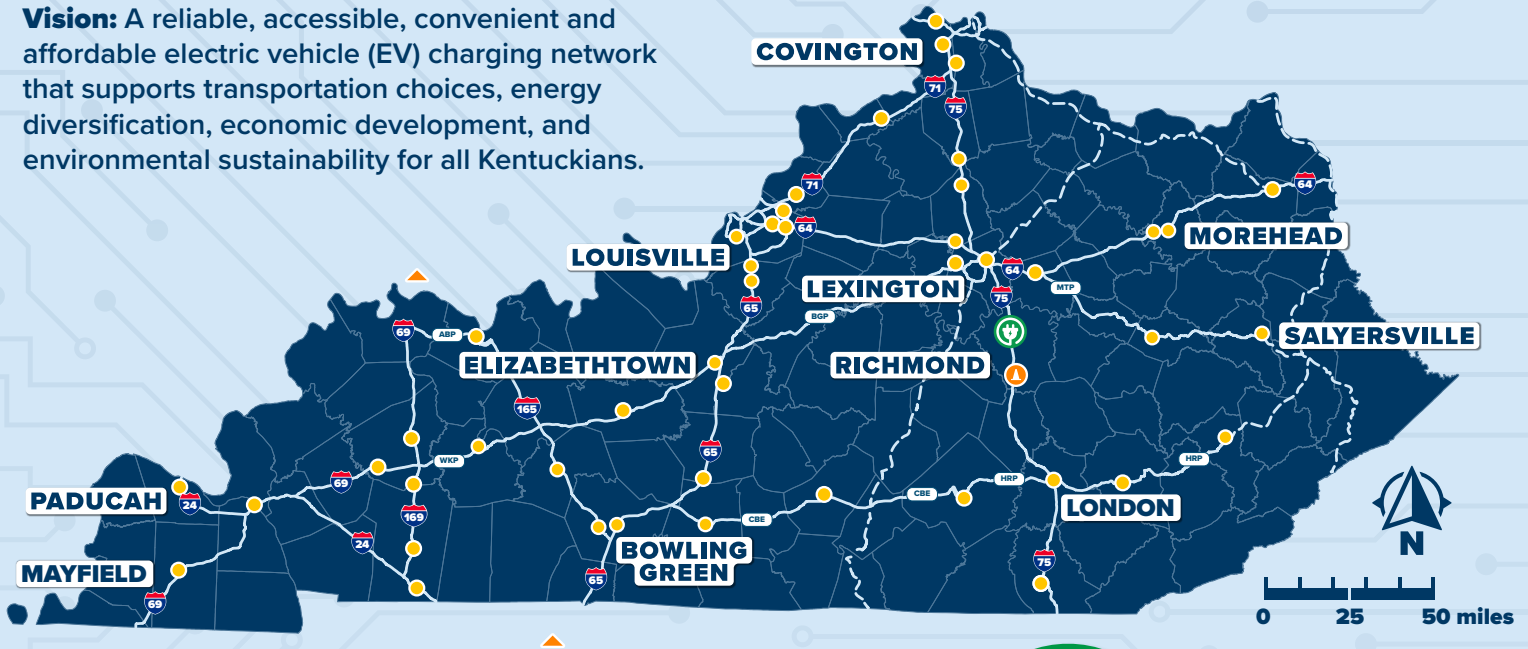 Vision: A reliable, accessible, convenient and
affordable electric vehicle (EV) charging network
that supports transportation choices, energy
diversification, economic development, and
environmental sustainability for all Kentuckians.
COVINGTON
71
75
71
64
64
MOREHEAD
LOUISVILLE
LEXINGTON
64
75
MTP
65
BGP
69
ABP
SALYERSVILLE
ELIZABETHTOWN
RICHMOND
165
65
WKP
69
HRP
PADUCAH
24
HRP
CBE
LONDON
169
CBE
24
N
BOWLING
GREEN
75
MAYFIELD
65
69
0
25
50 miles